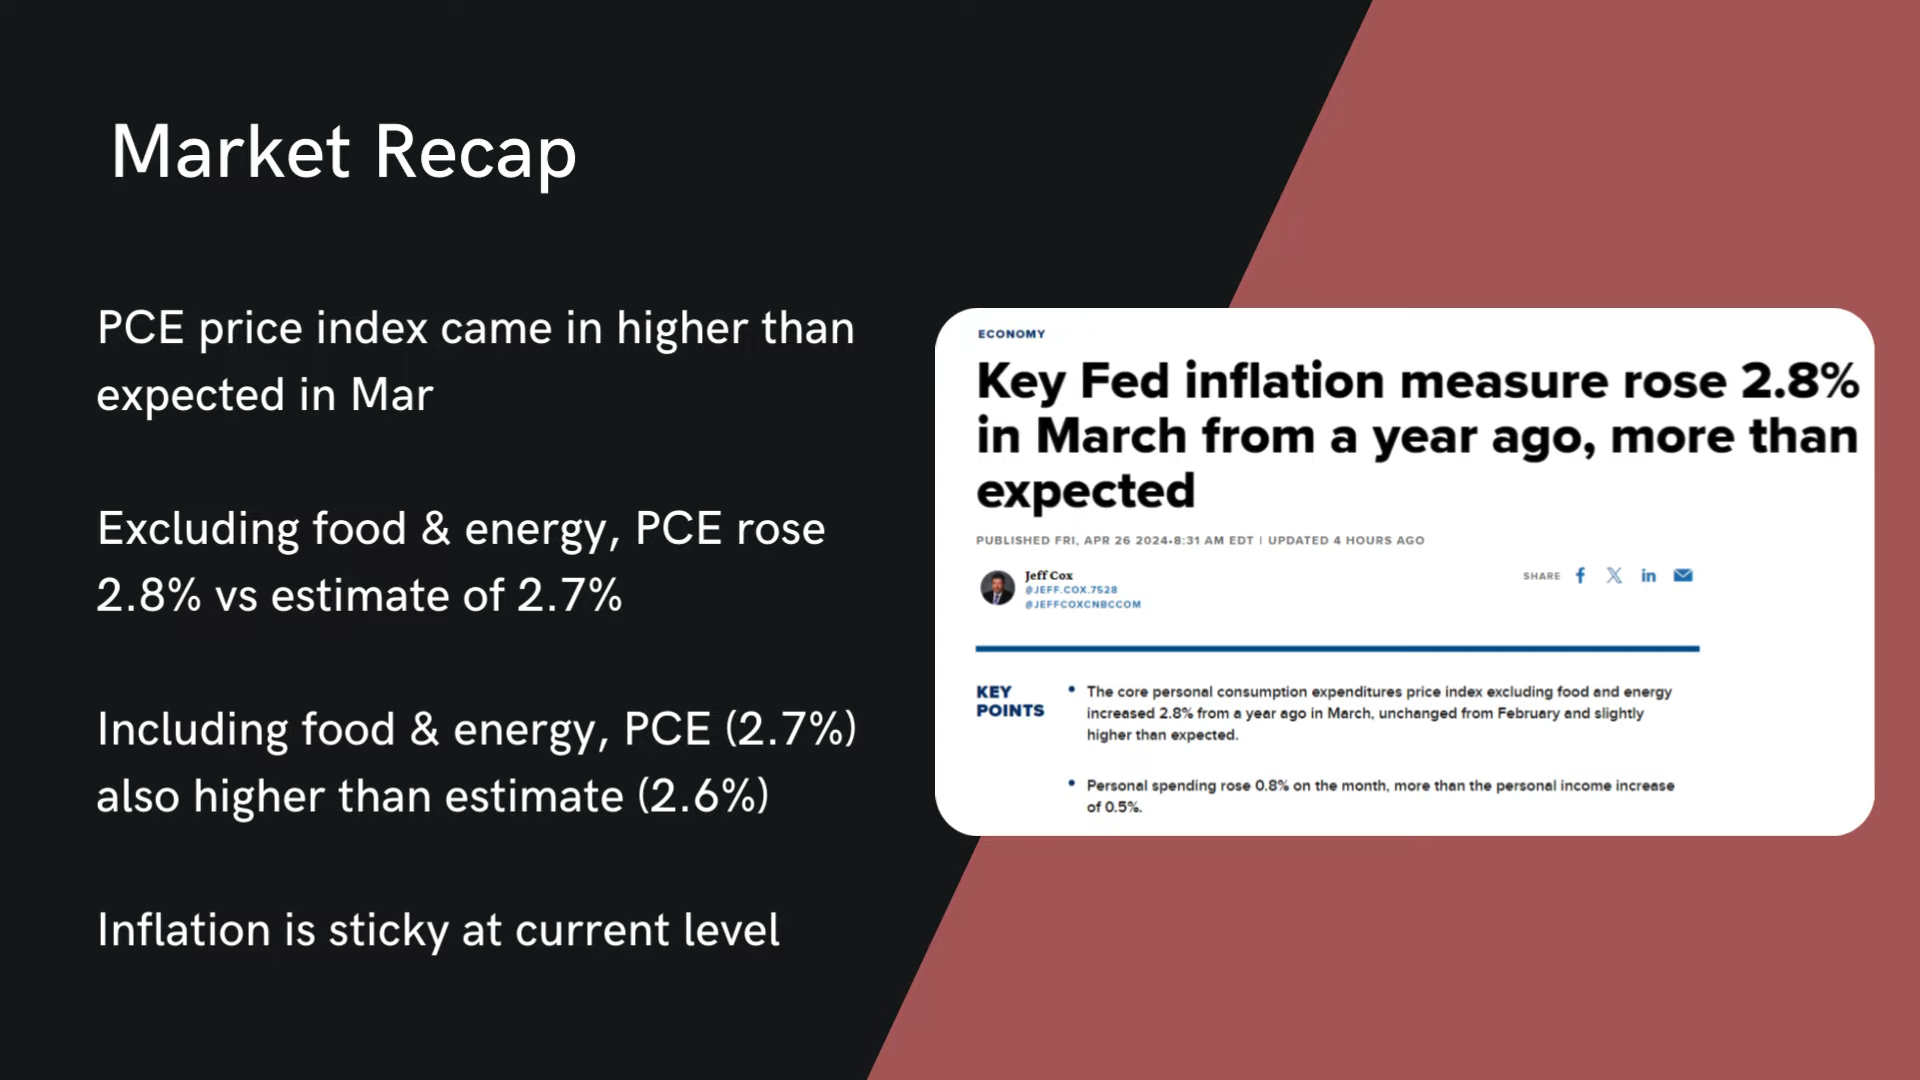 Market Recap
PCE price index came in higher than
expected in Mar
Excluding food & energy, PCE rose
2.8% vs estimate of 2.7%
Including food & energy, PCE (2.7%)
also higher than estimate (2.6%)
Inflation is sticky at current level
ECONOMY
Key Fed inflation measure rose 2.8%
in March from a year ago, more than
expected
PUBLISHED FRI, APR 26 2024•8:31 AM EDT | UPDATED 4 HOURS AGO
Jeff Cox
@JEFF.COX.7528
@JEFFCOXCNBCCOM
SHARE
KEY
POINTS
• The core personal consumption expenditures price index excluding food and energy
increased 2.8% from a year ago in March, unchanged from February and slightly
higher than expected.
• Personal spending rose 0.8% on the month, more than the personal income increase
of 0.5%.